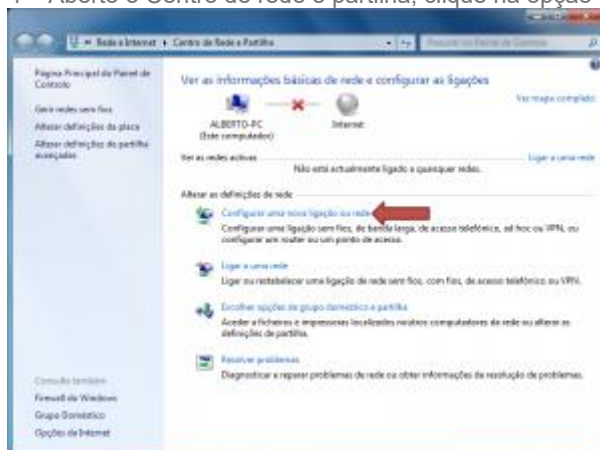 Aberto o Centro de rede e partilha, clique na opção
Rede e Internet Centro de Rede e Partilha
Procurar no Painel de Controlo
Página Principal do Painel de
Controlo
Gerir redes sem fios
Alterar definições da placa
Alterar definições de partilha
avançadas
Ver as informações básicas de rede e configurar as ligações
Ver mapa completo
ALBERTO-PC
(Este computador)
Internet
Ver as redes activas
Ligar a uma rede
Não está actualmente ligado a quaisquer redes.
Alterar as definições de rede
Configurar uma nova ligação ou rede
Configurar uma ligação sem fios, de banda larga, de acesso telefónico, ad hoc ou VPN, ou
configurar um router ou um ponto de acesso.
Ligar a uma rede
Ligar ou restabelecer uma ligação de rede sem fios, com fios, de acesso telefónico ou VPN.
Escolher opções de grupo doméstico e partilha
Aceder a ficheiros e impressoras localizados noutros computadores da rede ou alterar as
definições de partilha.
Resolver problemas
Diagnosticar e reparar problemas de rede ou obter informações da resolução de problemas.
Consulte também
Firewall do Windows
Grupo Doméstico
Opções da Internet